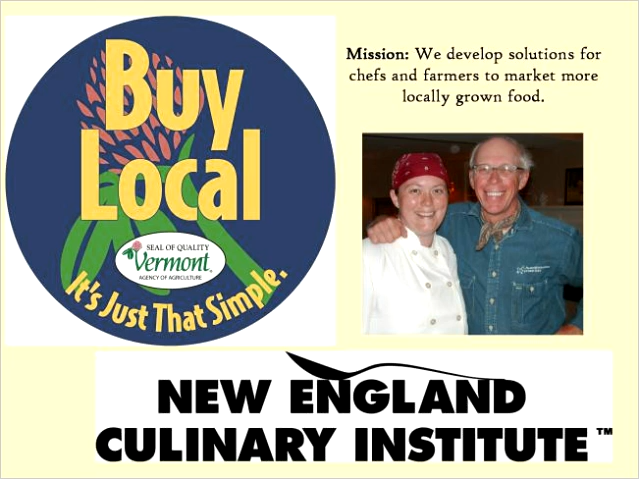 Buy
Local
SEAL OF QUALITY
Vermont
AGENCY OF AGRICULTURE
It's Just That Simple.
Mission: We develop solutions for
chefs and farmers to market more
locally grown food.
NEW ENGLAND
CULINARY INSTITUTE™